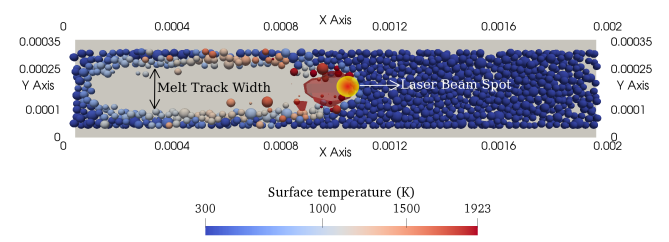 X Axis
0 0.0004 0.0008 0.0012 0.0016 0.002
0.00035 0.00035
0.00025 0.00025
Y Axis Melt Track Width Laser Beam Spot Y Axis
0.0001 0.0001
0 0
0 0.0004 0.0008 0.0012 0.0016 0.002
X Axis
Surface temperature (K)
300 1000 1500 1923